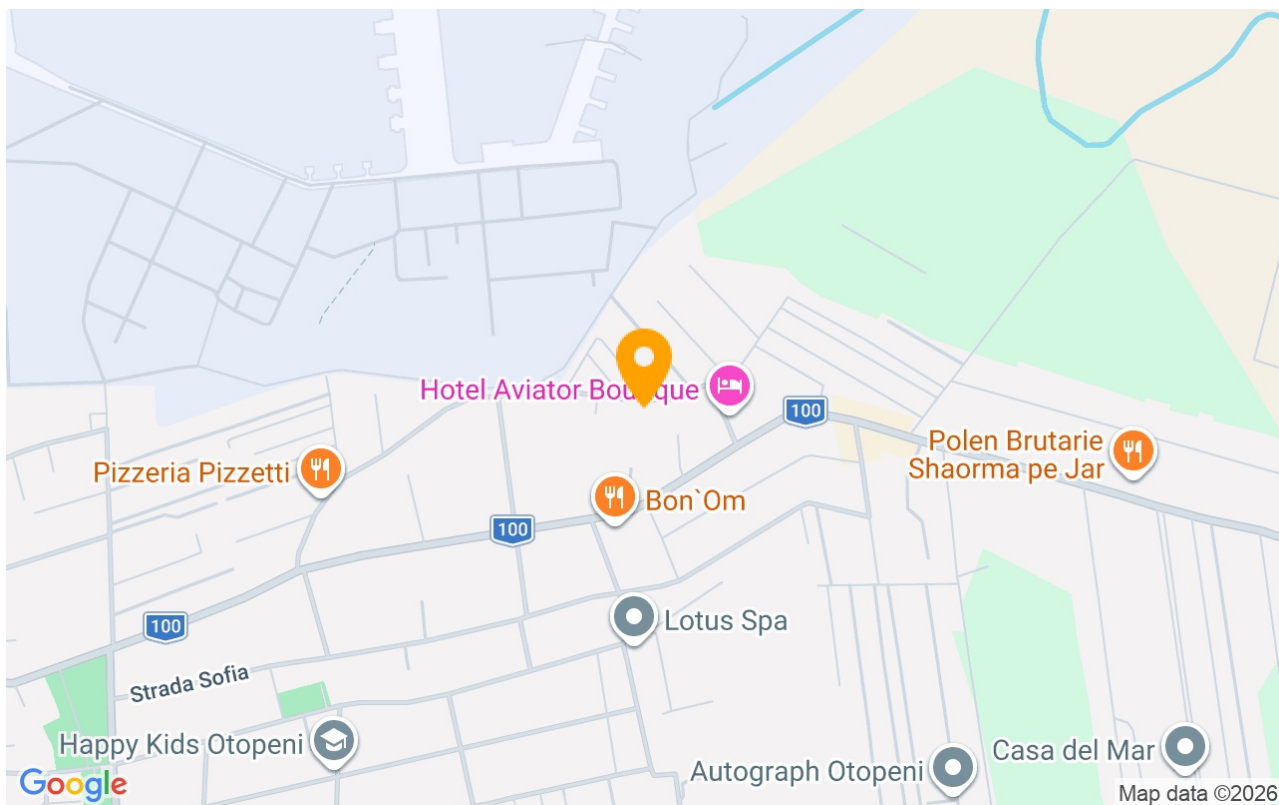 Hotel Aviator Boutique
100
Polen Brutarie
Shaorma pe Jar
Pizzeria Pizzetti
Bon`Om
100
100
Lotus Spa
Strada Sofia
Happy Kids Otopeni
Casa del Mar
Autograph Otopeni
Google
Map data ©2026